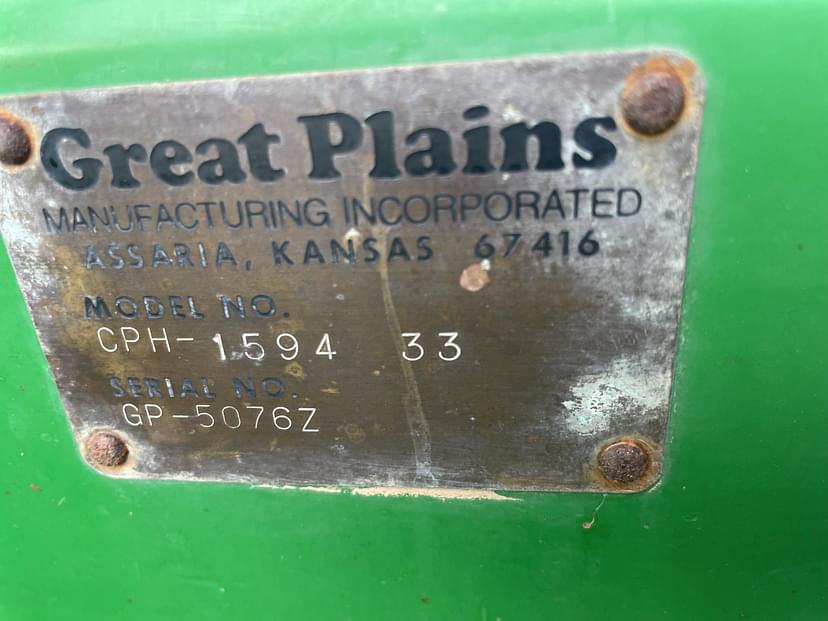 Great Plains
MANUFACTURING INCORPORATED
ASSARIA, KANSAS 67416
MODEL NO.
CPH-1594 33
SERIAL NO.
GP-5076Z